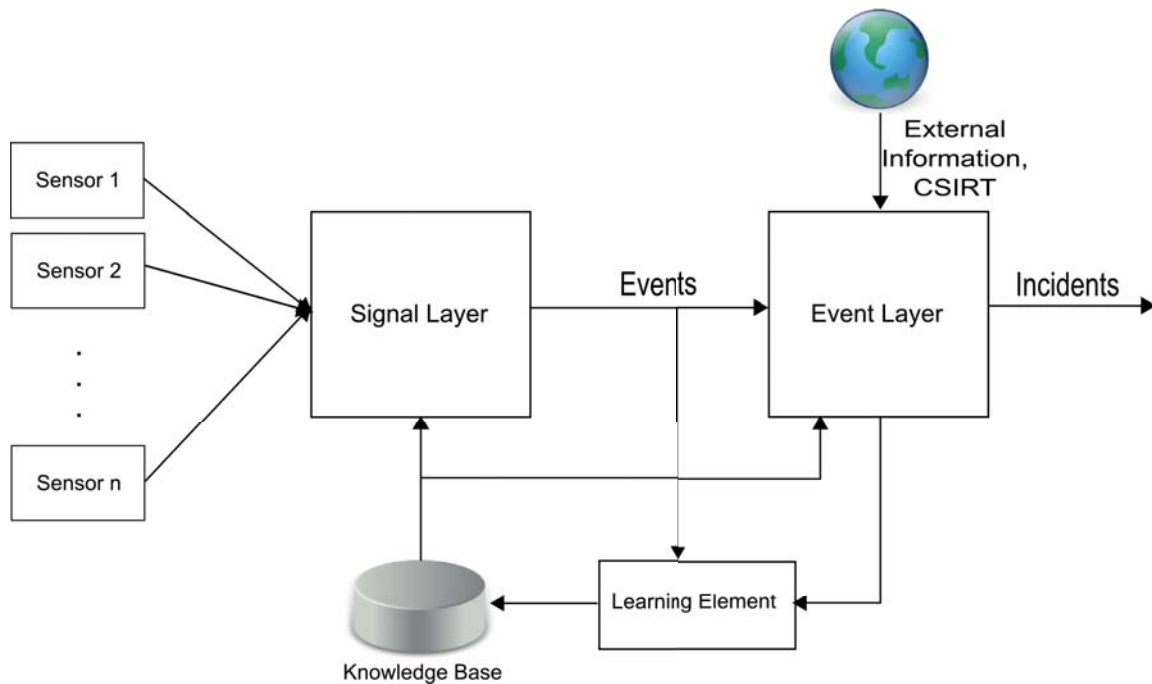 External
Information,
CSIRT
Sensor 1
Sensor 2
.
.
.
Sensor n
Signal Layer
Events
Event Layer
Incidents
Learning Element
Knowledge Base